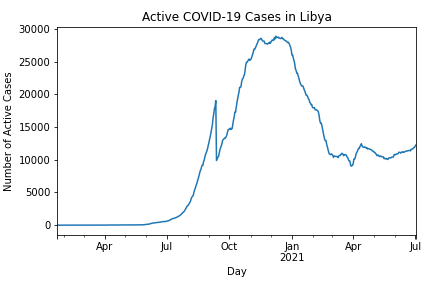 Active COVID-19 Cases in Libya
30000
25000
20000
15000
10000
5000
0
Number of Active Cases
Apr
Jul
Oct
Jan
2021
Apr
Jul
Day